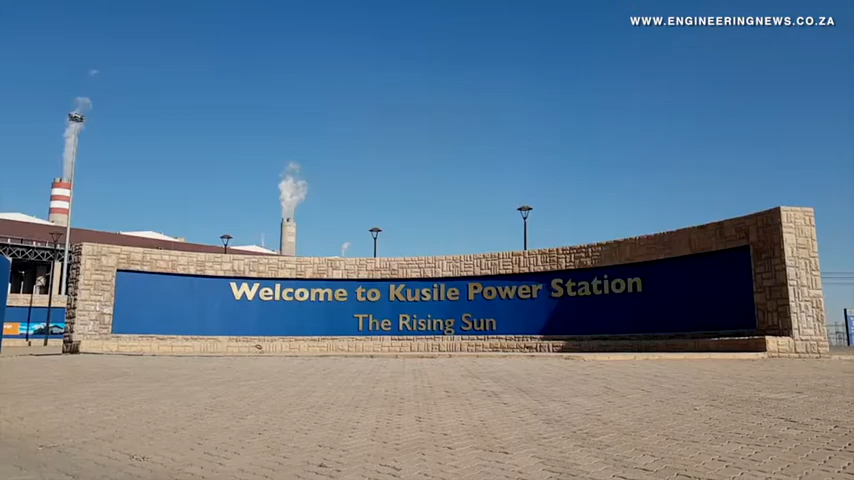 WWW.ENGINEERINGNEWS.CO.ZA
Welcome to Kusile Power Station
The Rising Sun